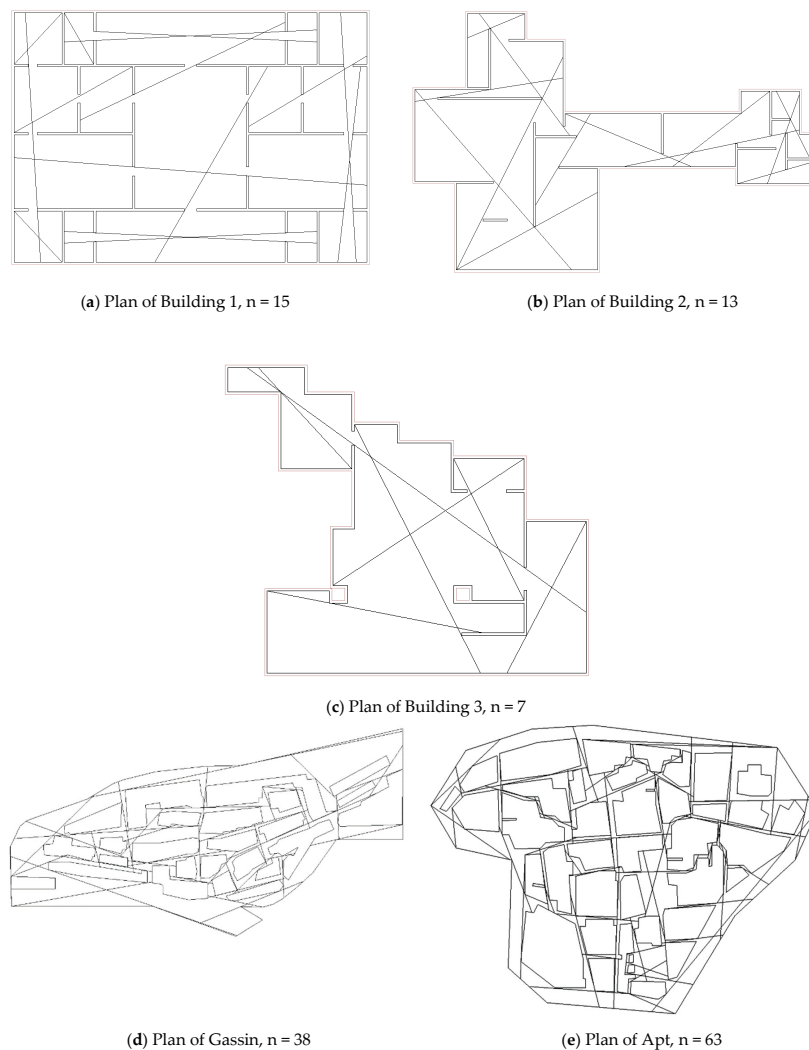 (a) Plan of Building 1, n = 15
(b) Plan of Building 2, n = 13
(c) Plan of Building 3, n = 7
(d) Plan of Gassin, n = 38
(e) Plan of Apt, n = 63